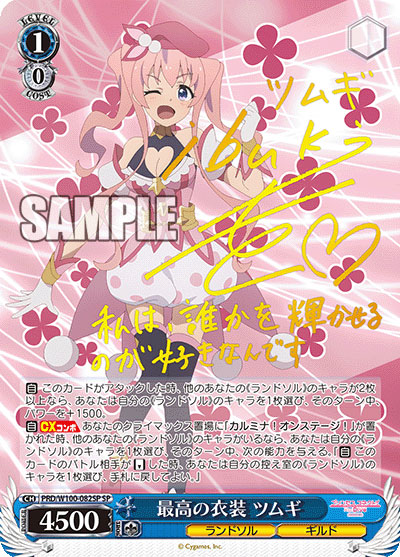 LEVEL
1
0
COST
ツムギ
SAMPLE
私は、誰かを輝かせる
のが好きなんです
自 このカードがアタックした時、他のあなたの《ランドソル》のキャラが2枚
以上なら、あなたは自分の《ランドソル》のキャラを1枚選び、そのターン中、
パワーを+1500。
自 CXコンボ あなたのクライマックス置場に「カルミナ!オンステージ!」が
置かれた時、他のあなたの《ランドソル》のキャラがいるなら、あなたは自分の
《ランドソル》のキャラを1枚選び、そのターン中、次の能力を与える。『自 こ
のカードのバトル相手が【リバース】した時、あなたは自分の控え室の《ランドソル》の
キャラを1枚選び、手札に戻してよい。』
CH PRD/W100-082SP SP
4500
最高の衣装 ツムギ
ランドソル
ギルド
© Cygames, Inc.